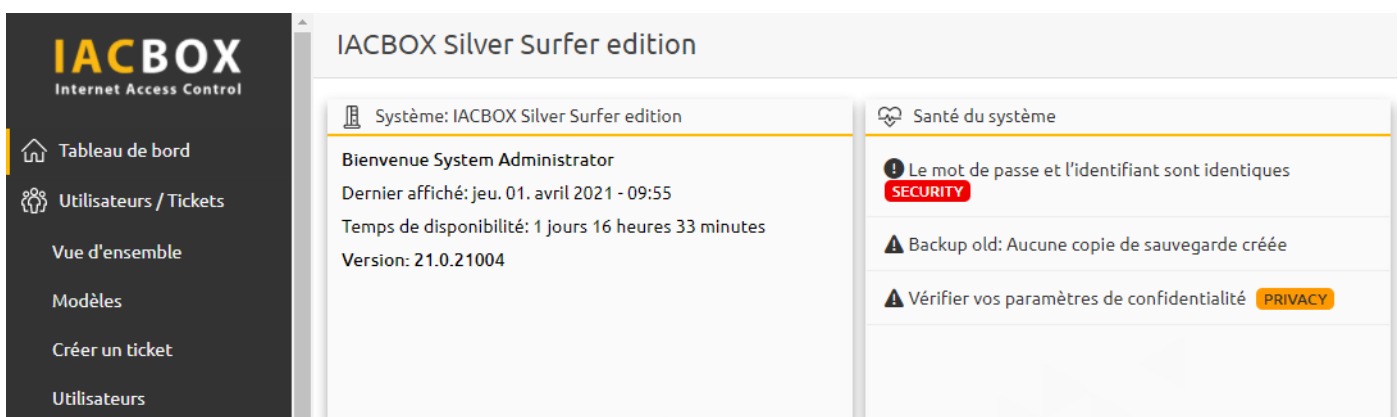 IACBOX
Internet Access Control
Tableau de bord
Utilisateurs / Tickets
Vue d'ensemble
Modèles
Créer un ticket
Utilisateurs
IACBOX Silver Surfer edition
Système: IACBOX Silver Surfer edition
Bienvenue System Administrator
Dernier affiché: jeu. 01. avril 2021 - 09:55
Temps de disponibilité: 1 jours 16 heures 33 minutes
Version: 21.0.21004
Santé du système
Le mot de passe et l’identifiant sont identiques
SECURITY
Backup old: Aucune copie de sauvegarde créée
Vérifier vos paramètres de confidentialité PRIVACY